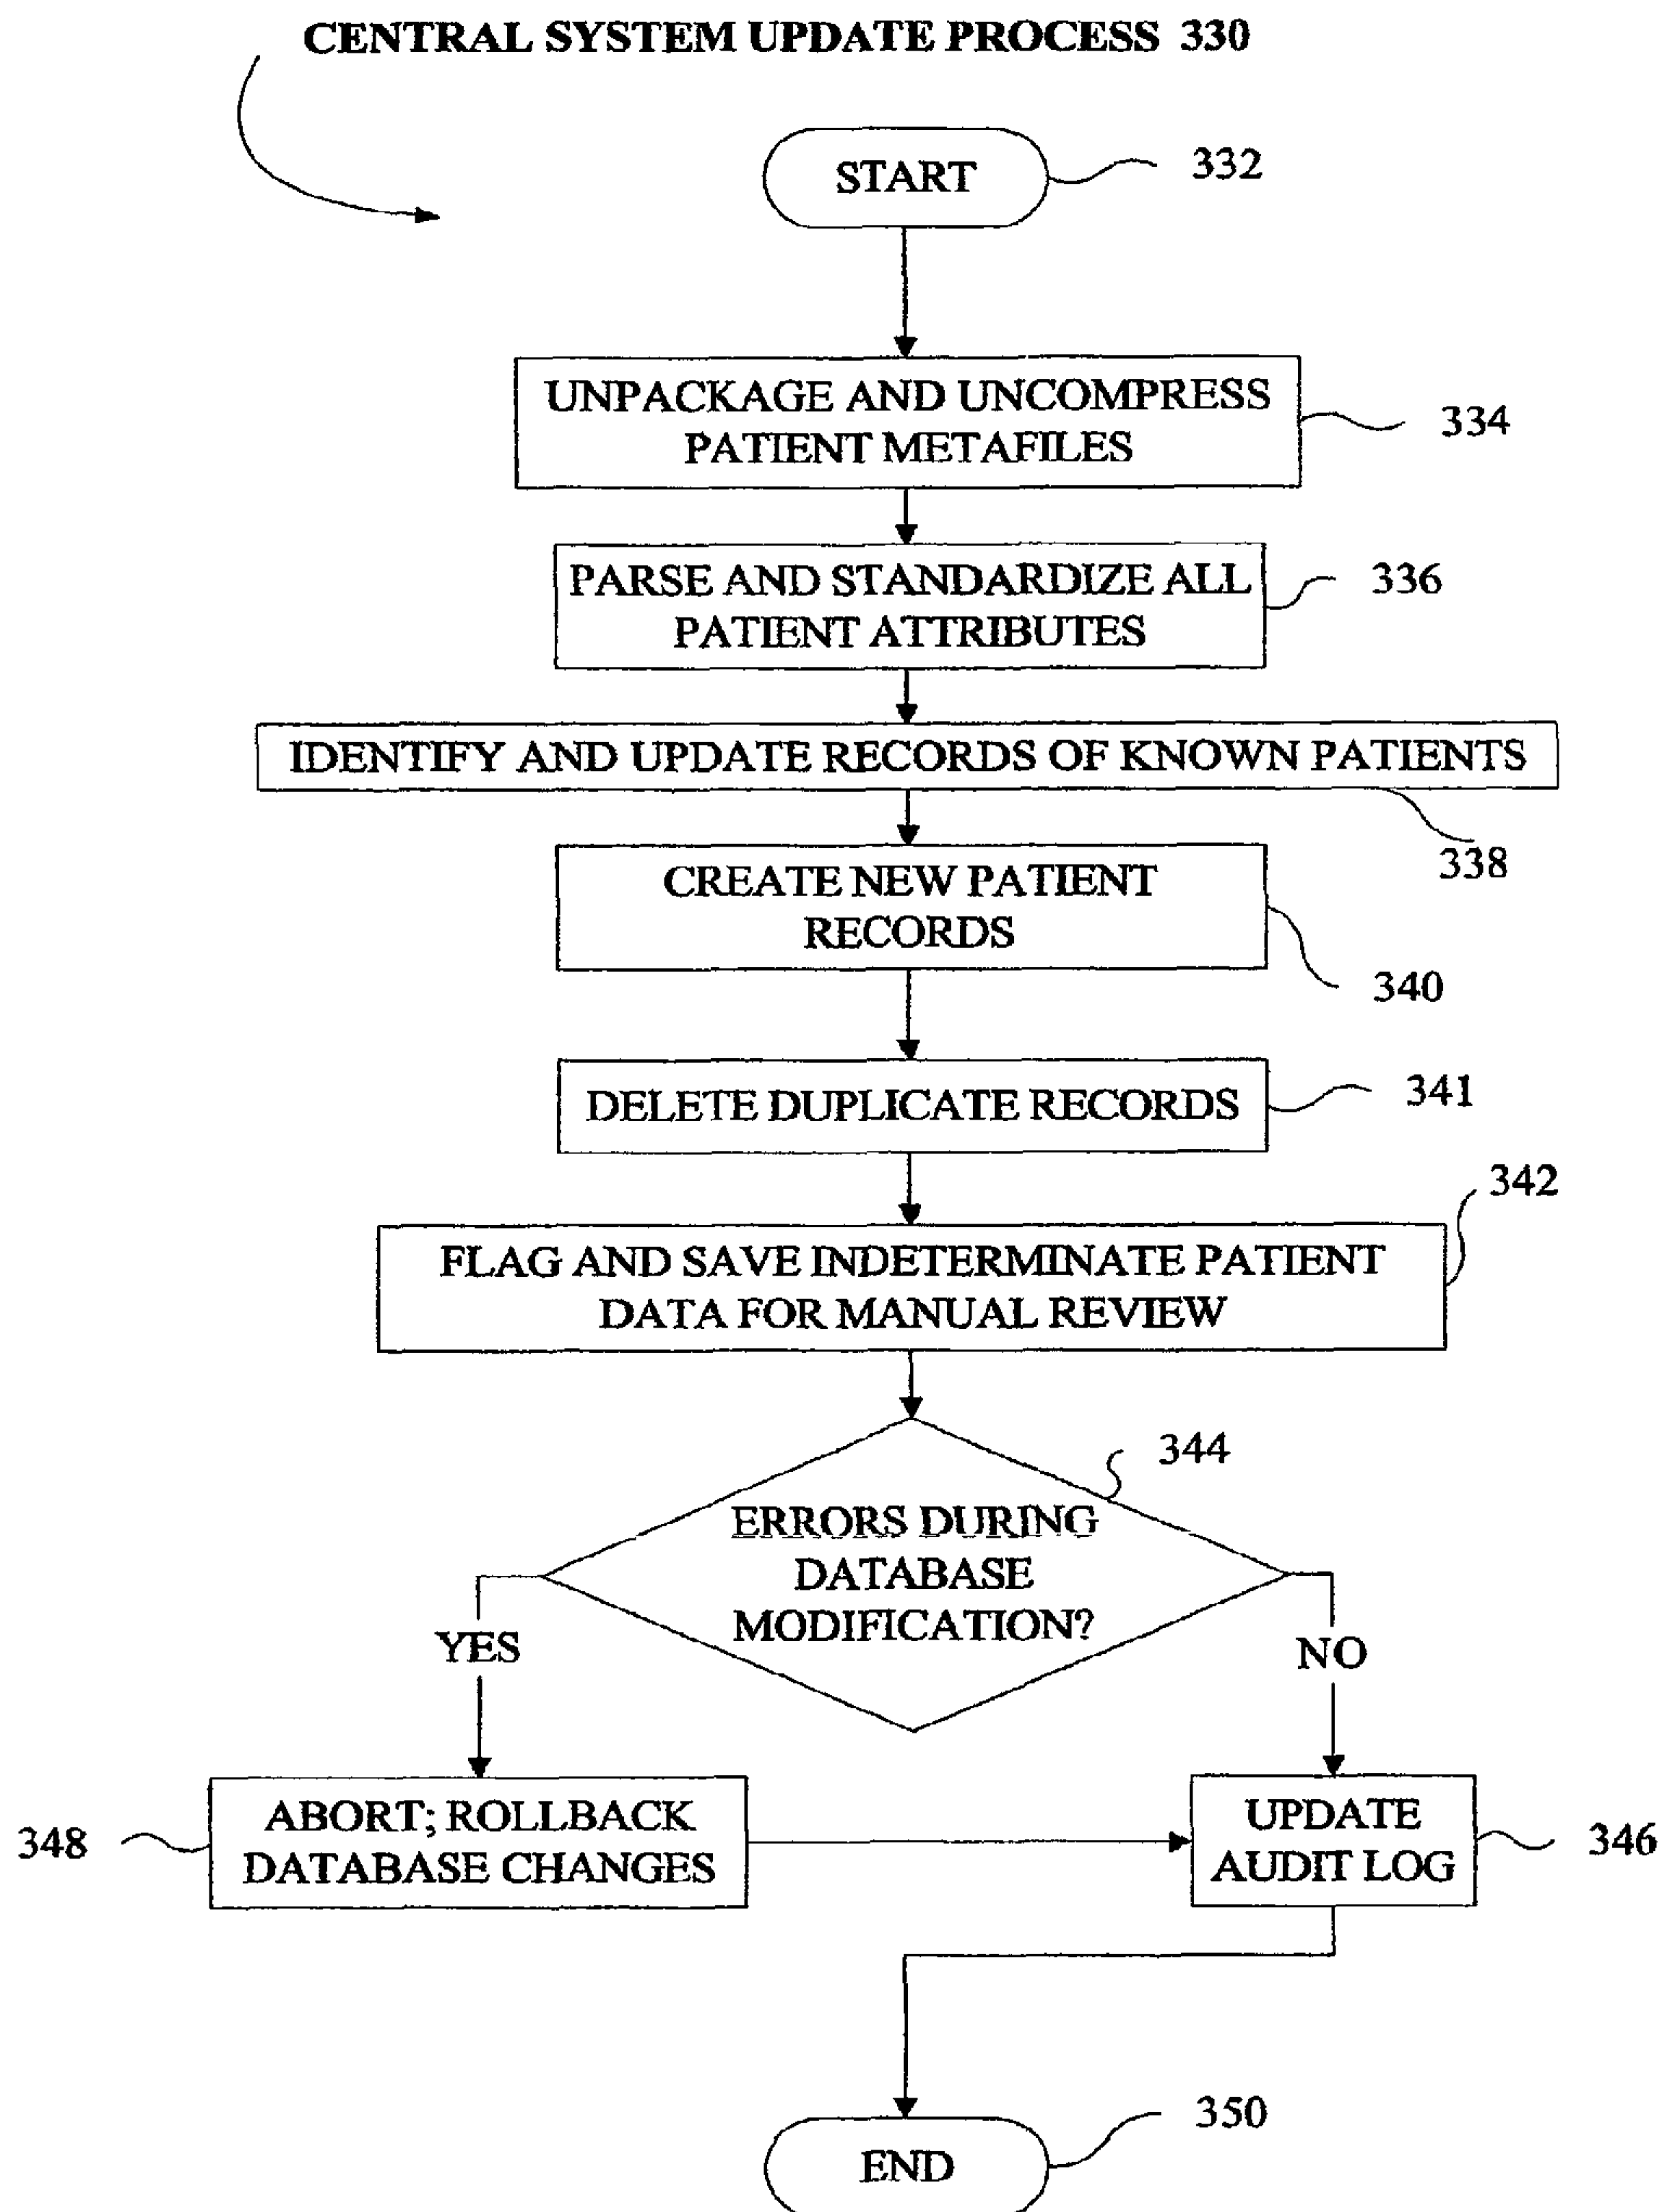 CENTRAL SYSTEM UPDATE PROCESS 330
START
332
UNPACKAGE AND UNCOMPRESS
PATIENT METAFILES
334
PARSE AND STANDARDIZE ALL
PATIENT ATTRIBUTES
336
IDENTIFY AND UPDATE RECORDS OF KNOWN PATIENTS
338
CREATE NEW PATIENT
RECORDS
340
DELETE DUPLICATE RECORDS
341
342
FLAG AND SAVE INDETERMINATE PATIENT
DATA FOR MANUAL REVIEW
344
ERRORS DURING
DATABASE
MODIFICATION?
YES
NO
348
ABORT; ROLLBACK
DATABASE CHANGES
UPDATE
AUDIT LOG
346
350
END